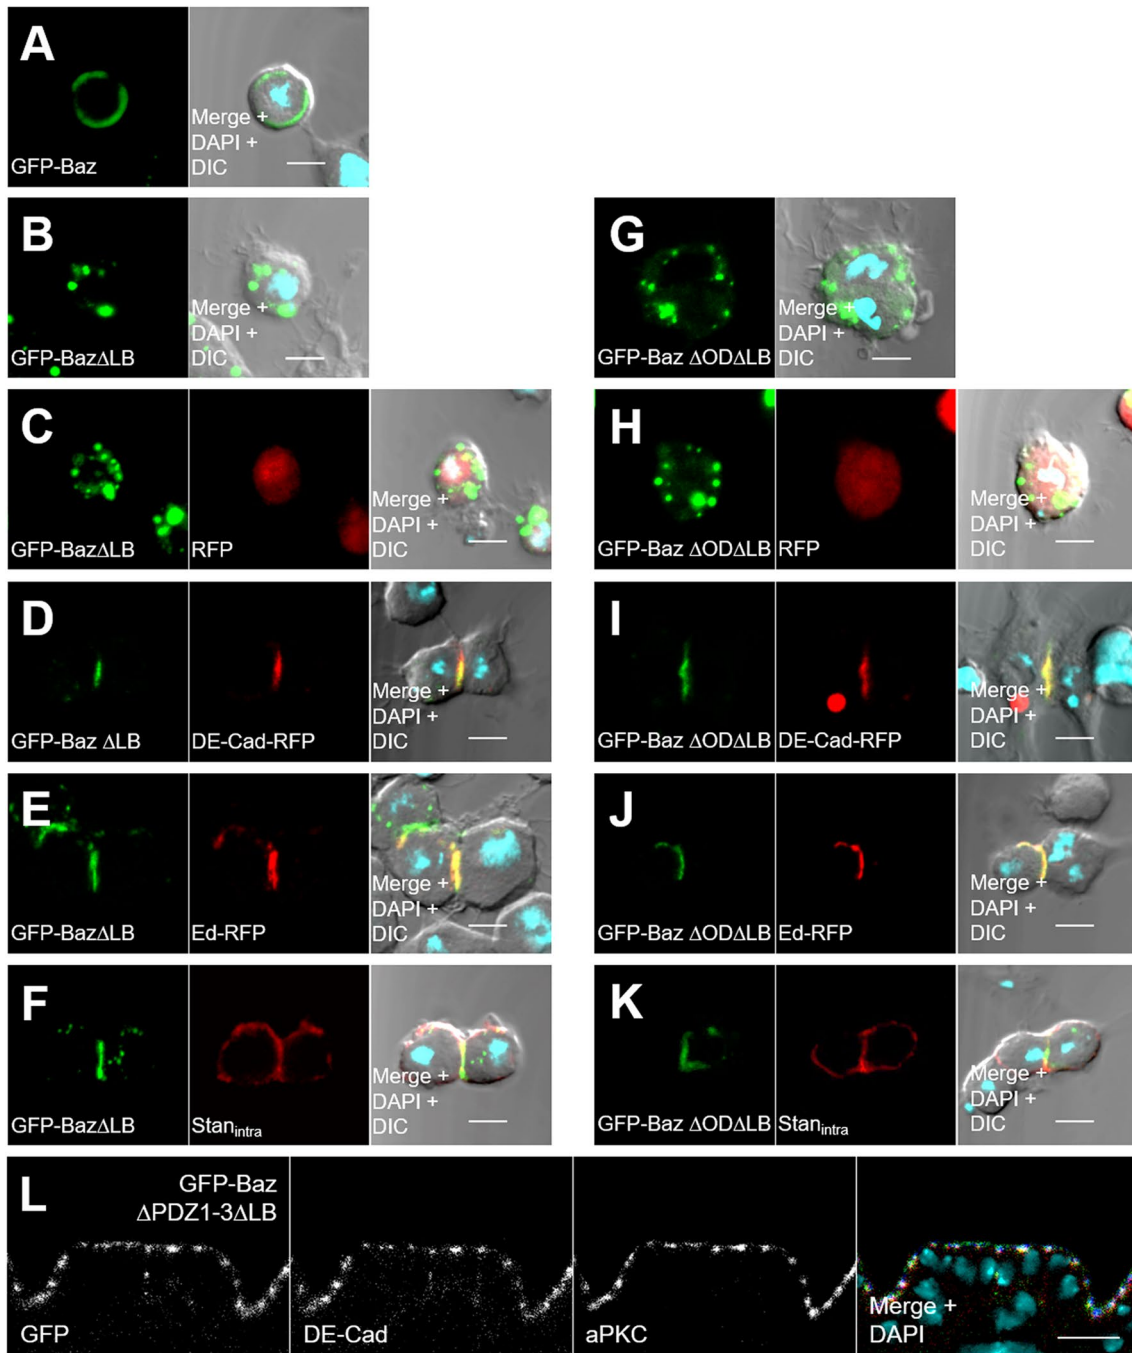 A
GFP-Baz
Merge +
DAPI +
DIC
B
GFP-BazΔLB
Merge +
DAPI +
DIC
G
GFP-Baz ΔODΔLB
Merge +
DAPI +
DIC
C
GFP-BazΔLB
RFP
Merge +
DAPI +
DIC
H
GFP-Baz ΔODΔLB
RFP
Merge +
DAPI +
DIC
D
GFP-Baz ΔLB
DE-Cad-RFP
Merge +
DAPI +
DIC
I
GFP-Baz ΔODΔLB
DE-Cad-RFP
Merge +
DAPI +
DIC
E
GFP-BazΔLB
Ed-RFP
Merge +
DAPI +
DIC
J
GFP-Baz ΔODΔLB
Ed-RFP
Merge +
DAPI +
DIC
F
GFP-BazΔLB
Stanintra
Merge +
DAPI +
DIC
K
GFP-Baz ΔODΔLB
Stanintra
Merge +
DAPI +
DIC
L
GFP-Baz
ΔPDZ1-3ΔLB
GFP
DE-Cad
aPKC
Merge +
DAPI